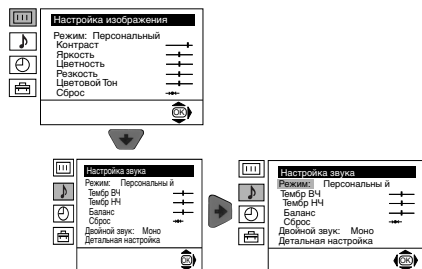 Настройка изображения
Режим: Персональный
Контраст
Яркость
Цветность
Резкость
Цветовой Тон
Сброс
OK
Настройка звука
Режим: Персональны й
Тембр ВЧ
Тембр НЧ
Баланс
Сброс
Двойной звук: Моно
Детальная настройка
OK
Настройка звука
Режим: Персональны й
Тембр ВЧ
Тембр НЧ
Баланс
Сброс
Двойной звук: Моно
Детальная настройка
OK